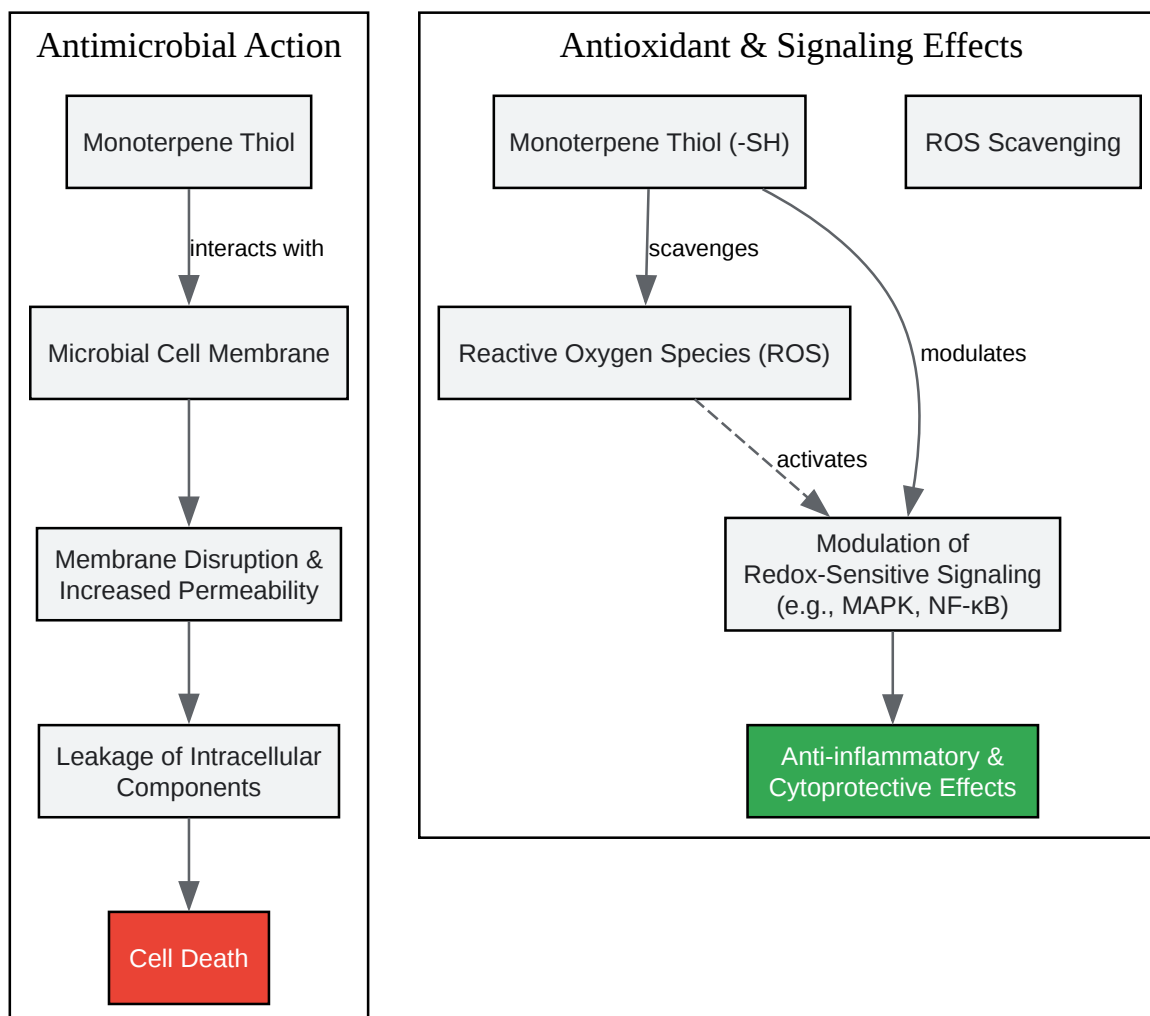 Antimicrobial Action
Monoterpene Thiol
interacts with
Microbial Cell Membrane
Membrane Disruption &
Increased Permeability
Leakage of Intracellular
Components
Cell Death
Antioxidant & Signaling Effects
Monoterpene Thiol (-SH)
ROS Scavenging
scavenges
Reactive Oxygen Species (ROS)
modulates
activates
Modulation of
Redox-Sensitive Signaling
(e.g., MAPK, NF-κB)
Anti-inflammatory &
Cytoprotective Effects